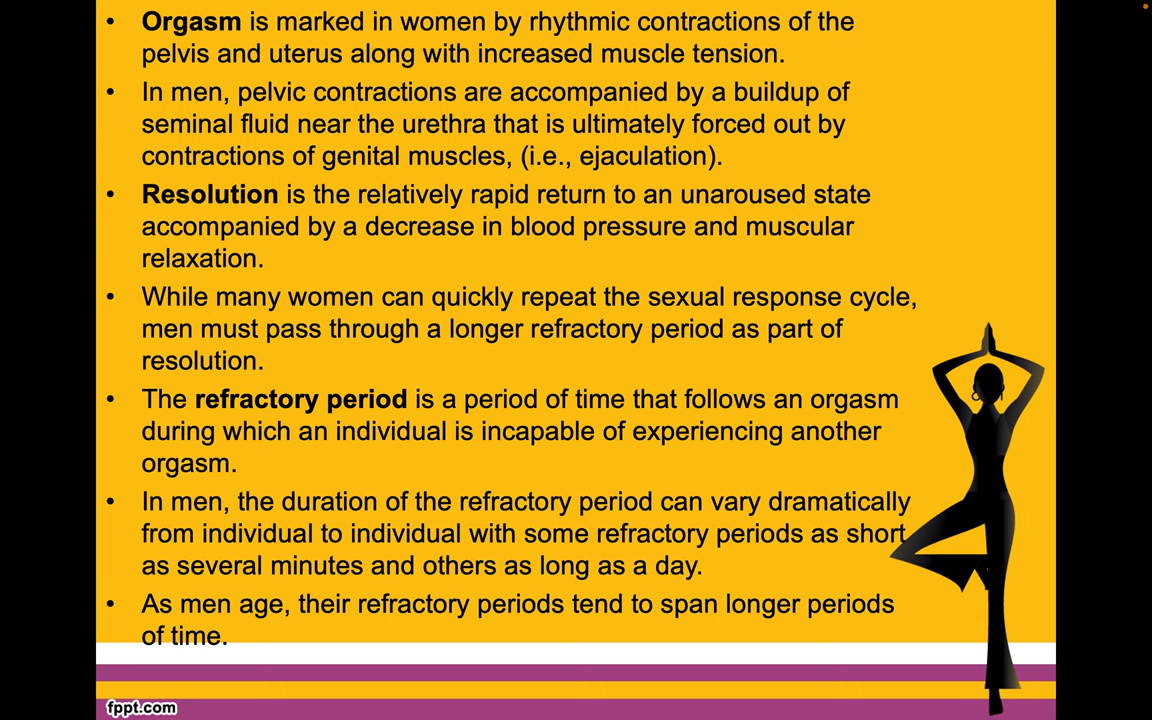 • Orgasm is marked in women by rhythmic contractions of the
pelvis and uterus along with increased muscle tension.
• In men, pelvic contractions are accompanied by a buildup of
seminal fluid near the urethra that is ultimately forced out by
contractions of genital muscles, (i.e., ejaculation).
• Resolution is the relatively rapid return to an unaroused state
accompanied by a decrease in blood pressure and muscular
relaxation.
• While many women can quickly repeat the sexual response cycle,
men must pass through a longer refractory period as part of
resolution.
• The refractory period is a period of time that follows an orgasm
during which an individual is incapable of experiencing another
orgasm.
• In men, the duration of the refractory period can vary dramatically
from individual to individual with some refractory periods as short
as several minutes and others as long as a day.
• As men age, their refractory periods tend to span longer periods
of time.
fppt.com